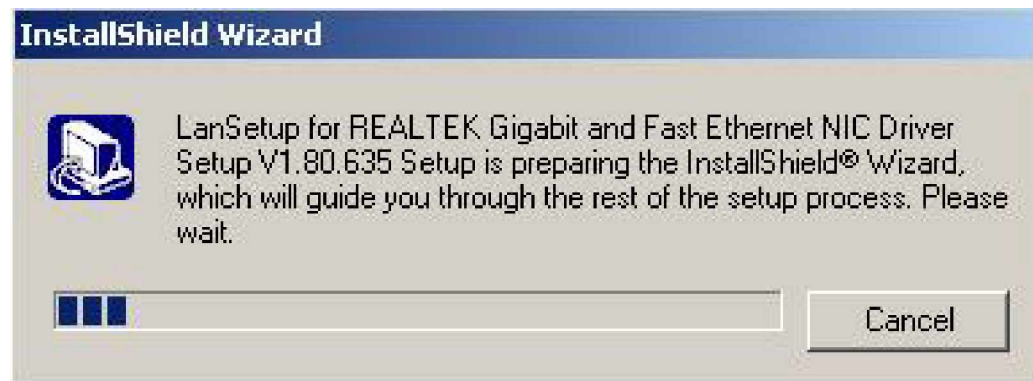 InstallShield Wizard
LanSetup for REALTEK Gigabit and Fast Ethernet NIC Driver
Setup V1.80.635 Setup is preparing the InstallShield® Wizard,
which will guide you through the rest of the setup process. Please
wait.
Cancel